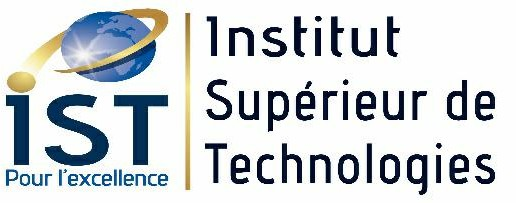 iST
Pour l'excellence
Institut
Supérieur de
Technologies